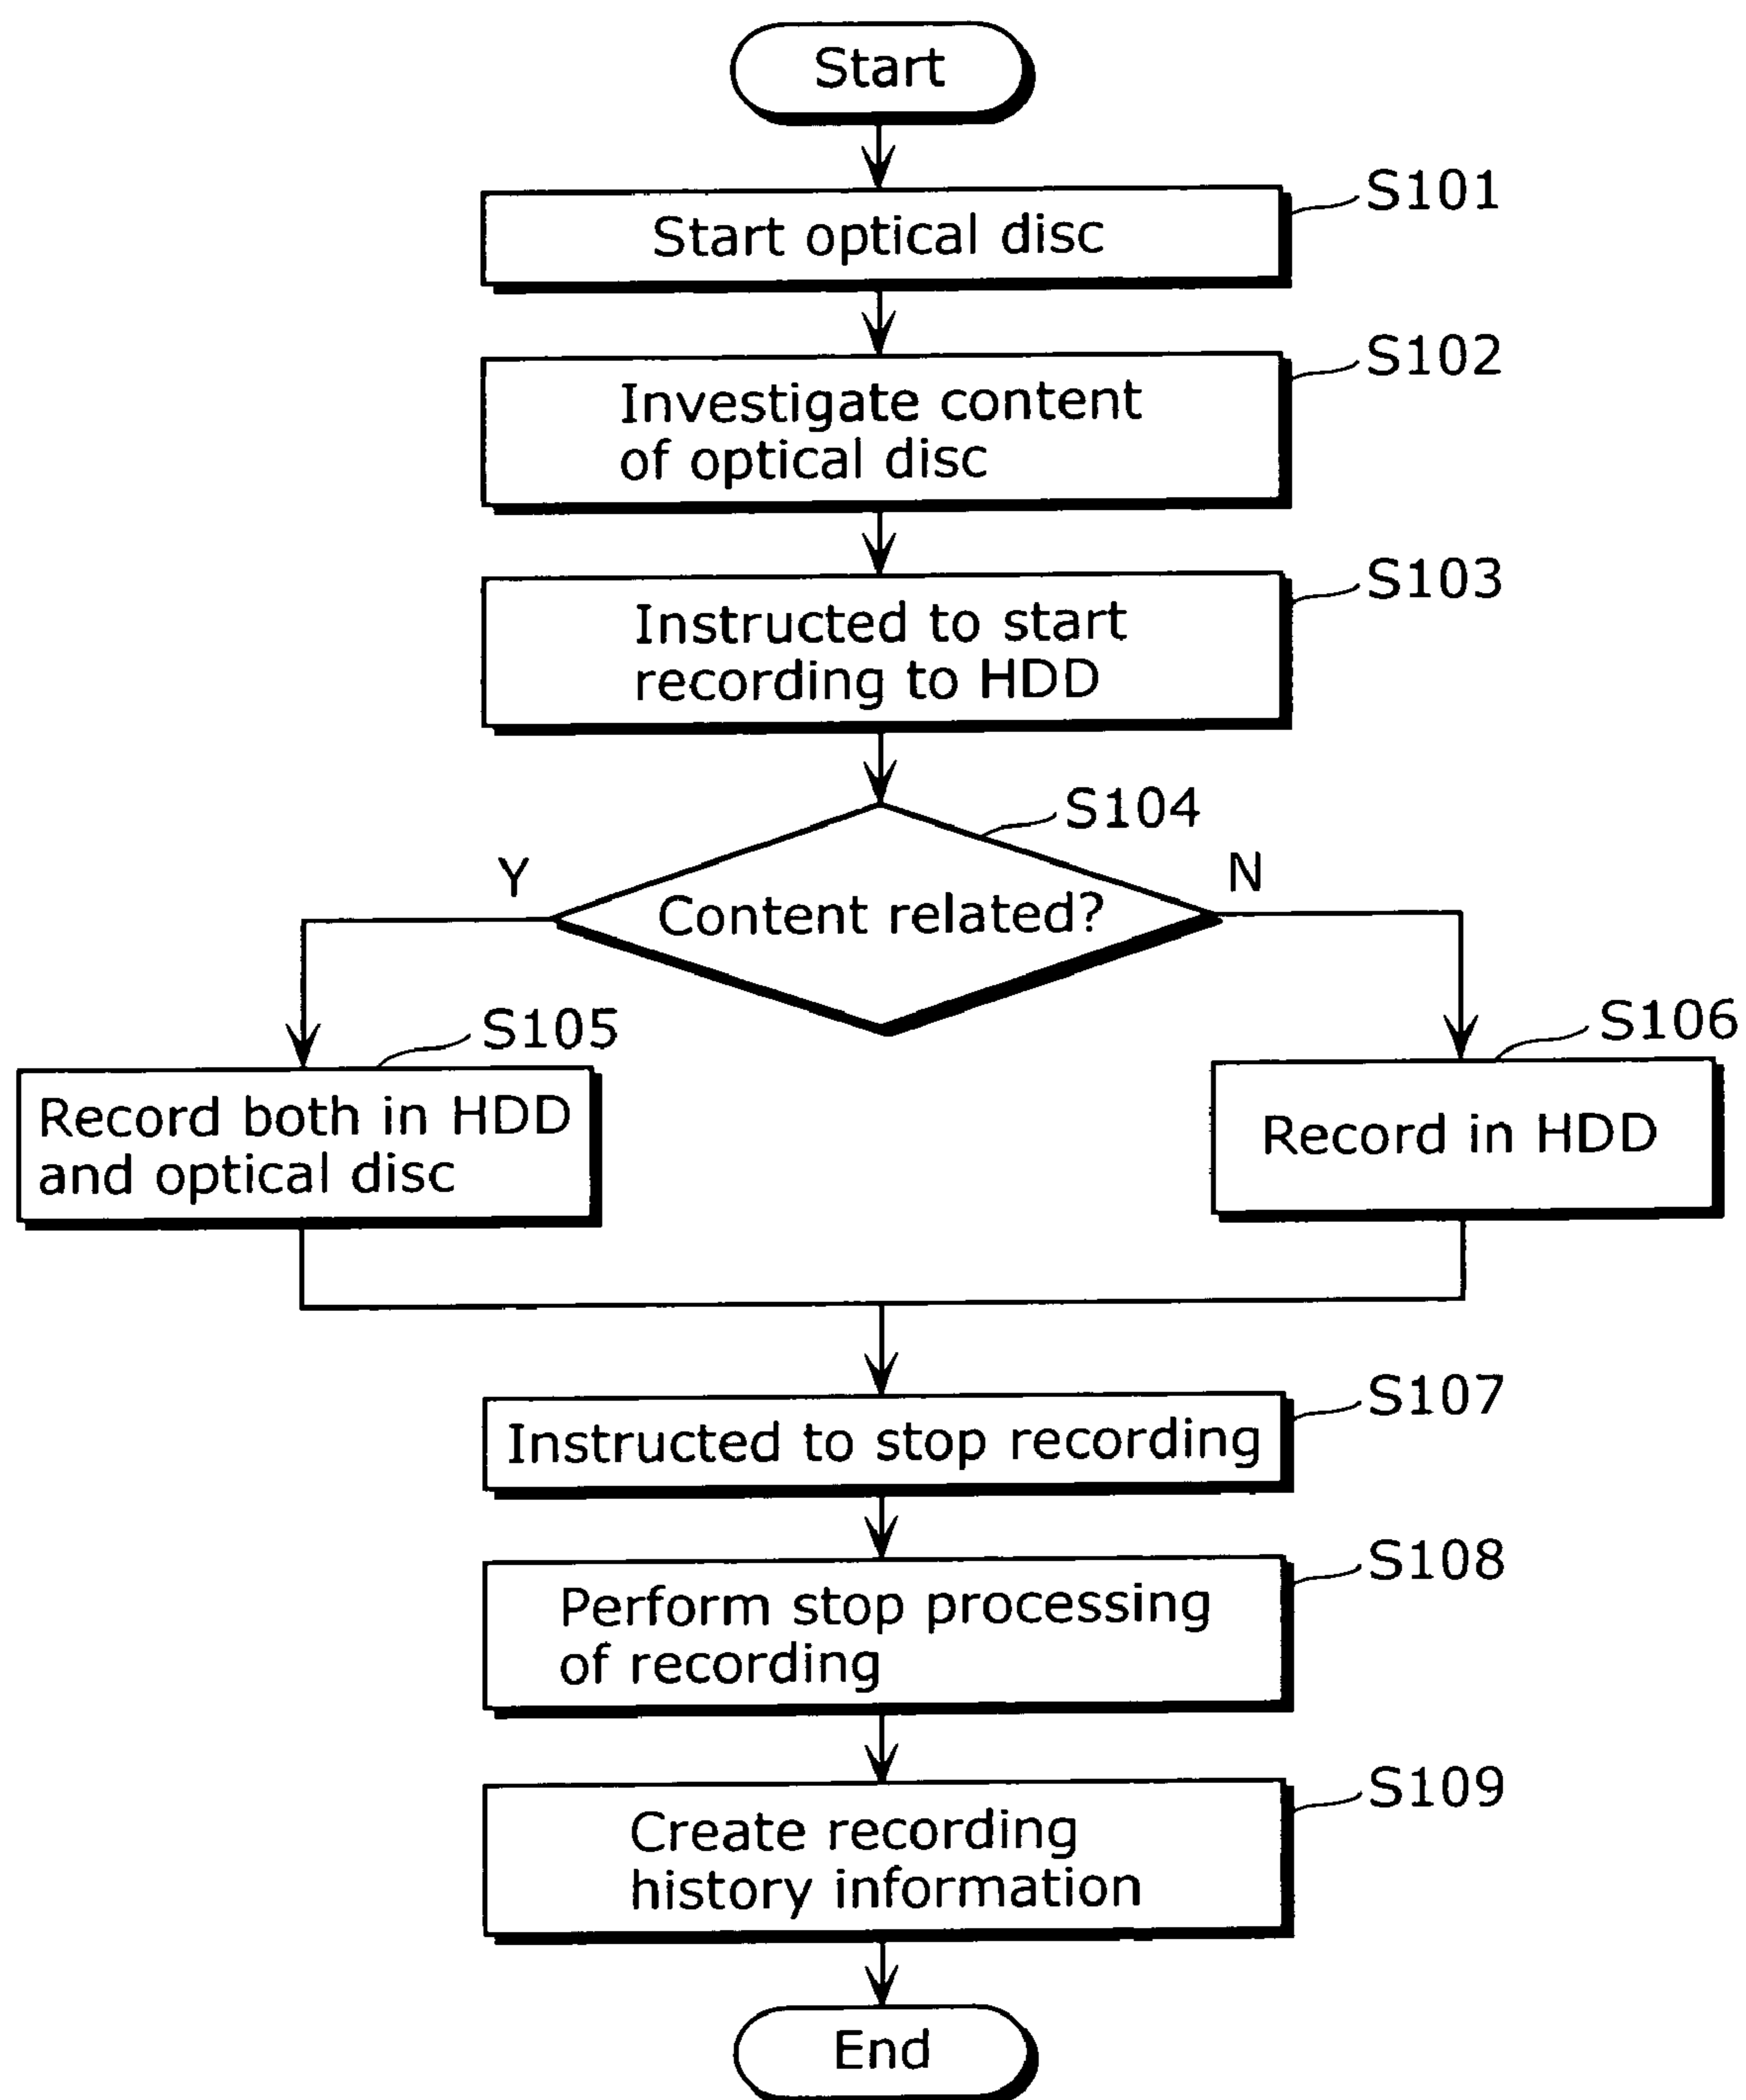 Start
S101
Start optical disc
S102
Investigate content
of optical disc
S103
Instructed to start
recording to HDD
S104
Y
N
Content related?
S105
S106
Record both in HDD
and optical disc
Record in HDD
S107
Instructed to stop recording
S108
Perform stop processing
of recording
S109
Create recording
history information
End